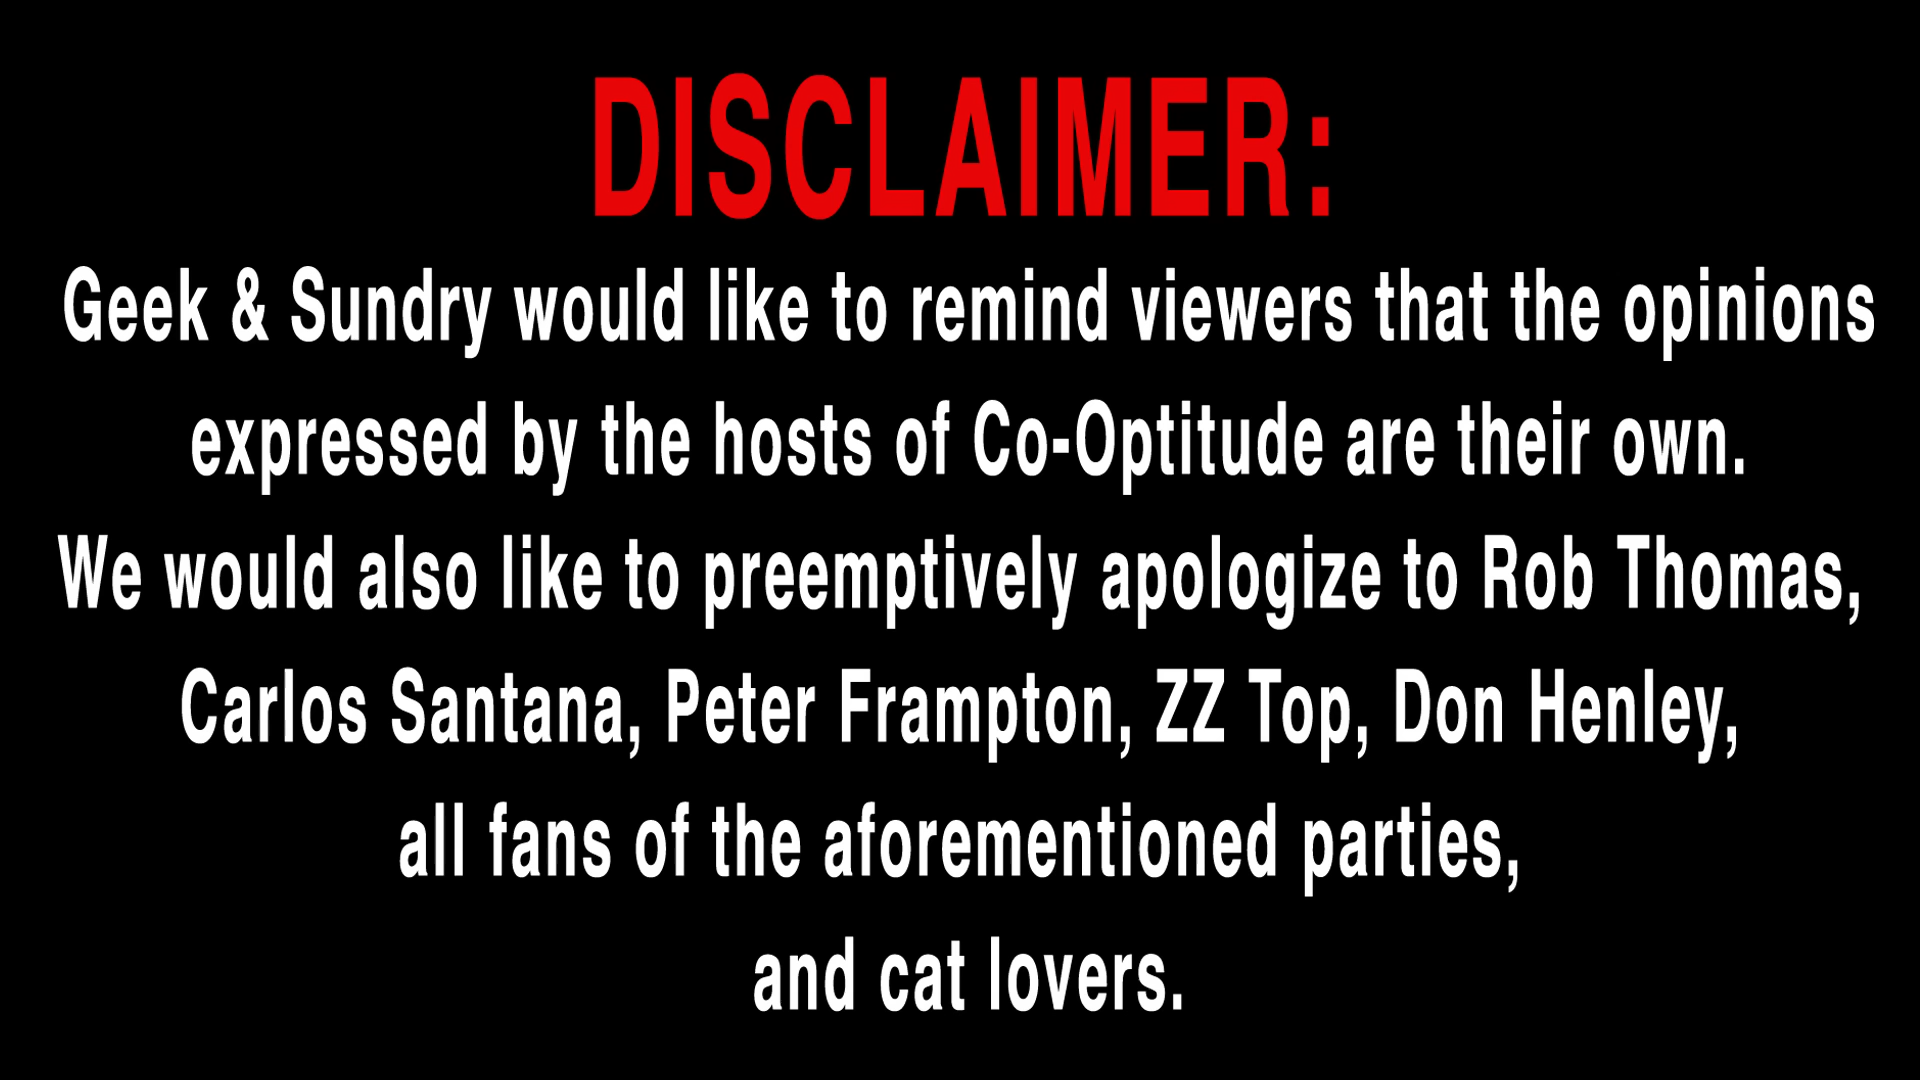 DISCLAIMER:
Geek & Sundry would like to remind viewers that the opinions
expressed by the hosts of Co-Optitude are their own.
We would also like to preemptively apologize to Rob Thomas,
Carlos Santana, Peter Frampton, ZZ Top, Don Henley,
all fans of the aforementioned parties,
and cat lovers.